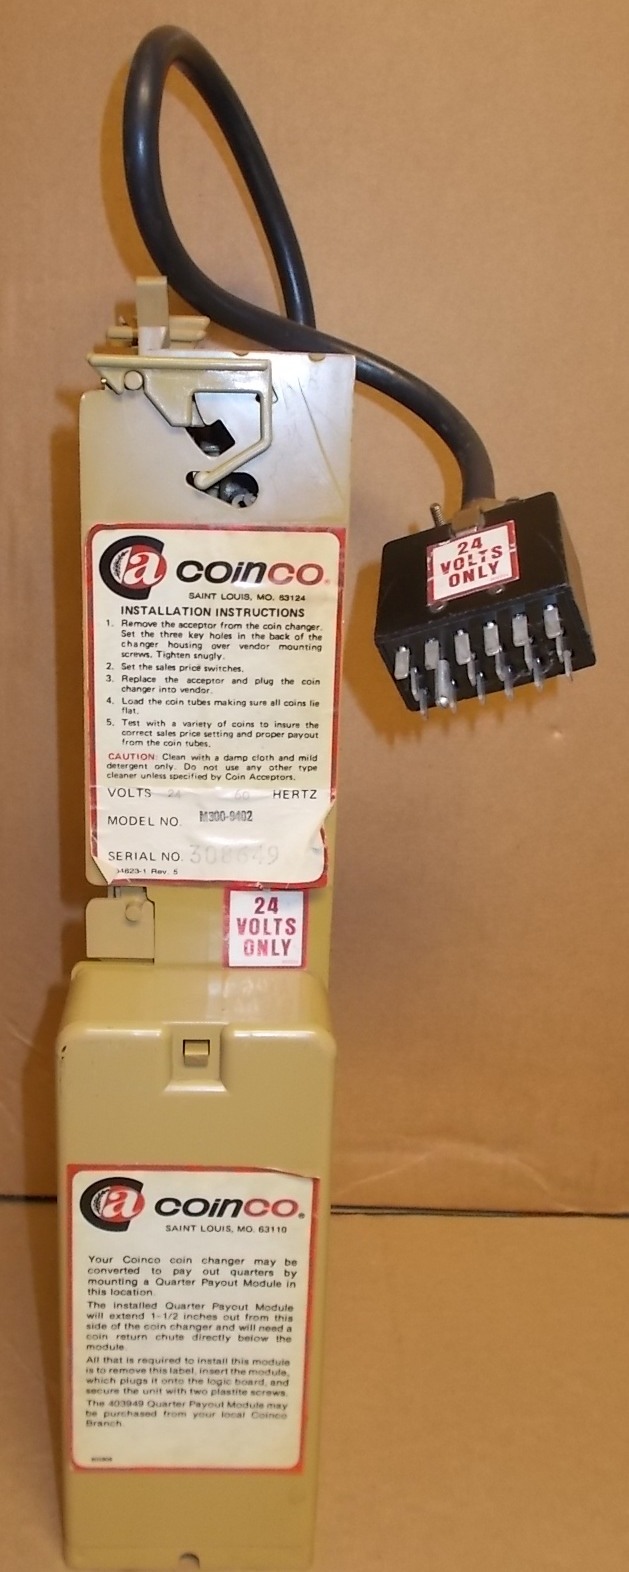 a coinco.
SAINT LOUIS, MO. 63124
INSTALLATION INSTRUCTIONS
1. Remove the acceptor from the coin changer.
Set the three key holes in the back of the
changer housing over vendor mounting
screws. Tighten snugly.
2. Set the sales price switches.
3. Replace the acceptor and plug the coin
changer into vendor.
4. Load the coin tubes making sure all coins lie
flat.
5. Test with a variety of coins to insure the
correct sales price setting and proper payout
from the coin tubes.
CAUTION: Clean with a damp cloth and mild
detergent only. Do not use any other type
cleaner unless specified by Coin Acceptors.
VOLTS 24 60 HERTZ
MODEL NO. M300-9402
SERIAL NO. 308649
Rev. 5
24
VOLTS
ONLY
24
VOLTS
ONLY
a coinco.
SAINT LOUIS, MO. 63110
Your Coinco coin changer may be
converted to pay out quarters by
mounting a Quarter Payout Module in
this location.
The installed Quarter Payout Module
will extend 1-1/2 inches out from this
side of the coin changer and will need a
coin return chute directly below the
module.
All that is required to install this module
is to remove this label, insert the module,
which plugs it onto the logic board, and
secure the unit with two plastite screws.
The 403949 Quarter Payout Module may
be purchased from your local Coinco
Branch.